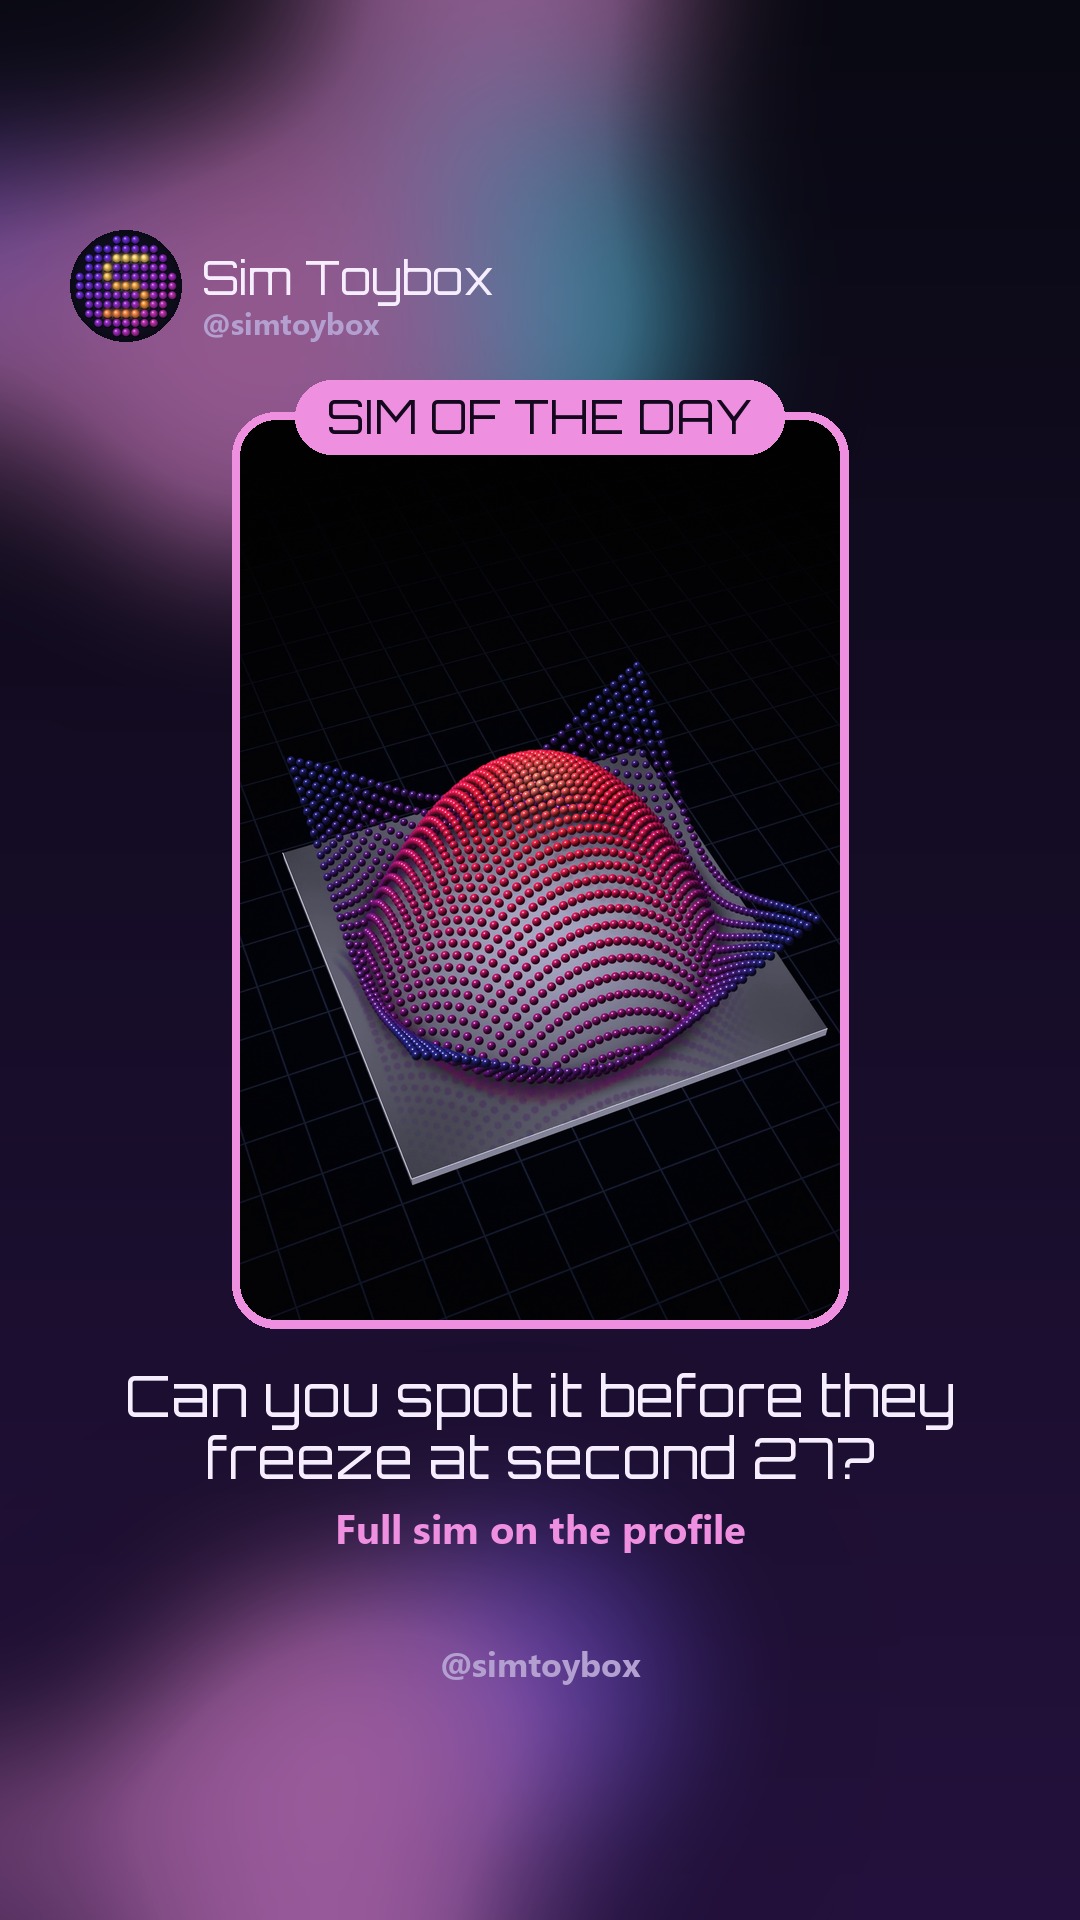 Sim Toybox
@simtoybox
SIM OF THE DAY
Can you spot it before they
freeze at second 27?
Full sim on the profile
@simtoybox